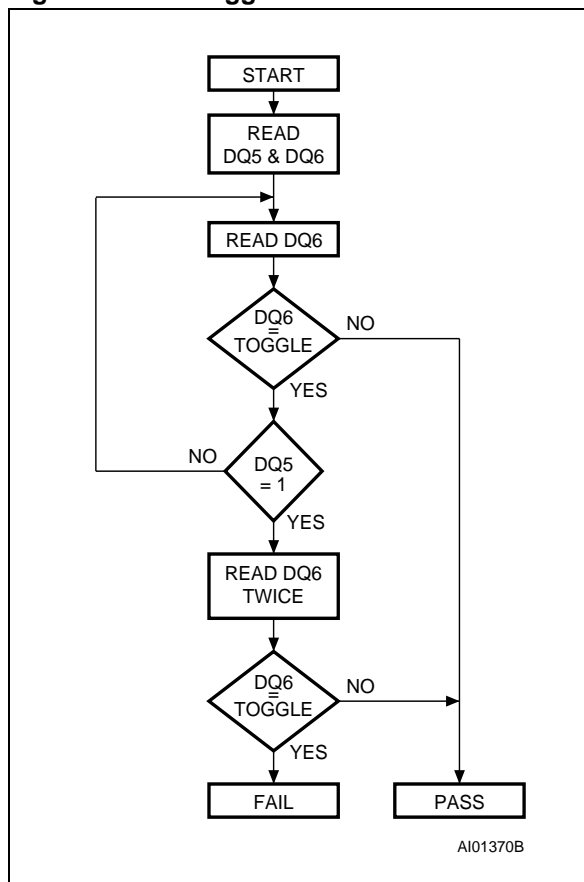 START
READ
DQ5 & DQ6
READ DQ6
DQ6
=
TOGGLE
NO
YES
NO
DQ5
= 1
YES
READ DQ6
TWICE
DQ6
=
TOGGLE
NO
YES
FAIL
PASS
AI01370B